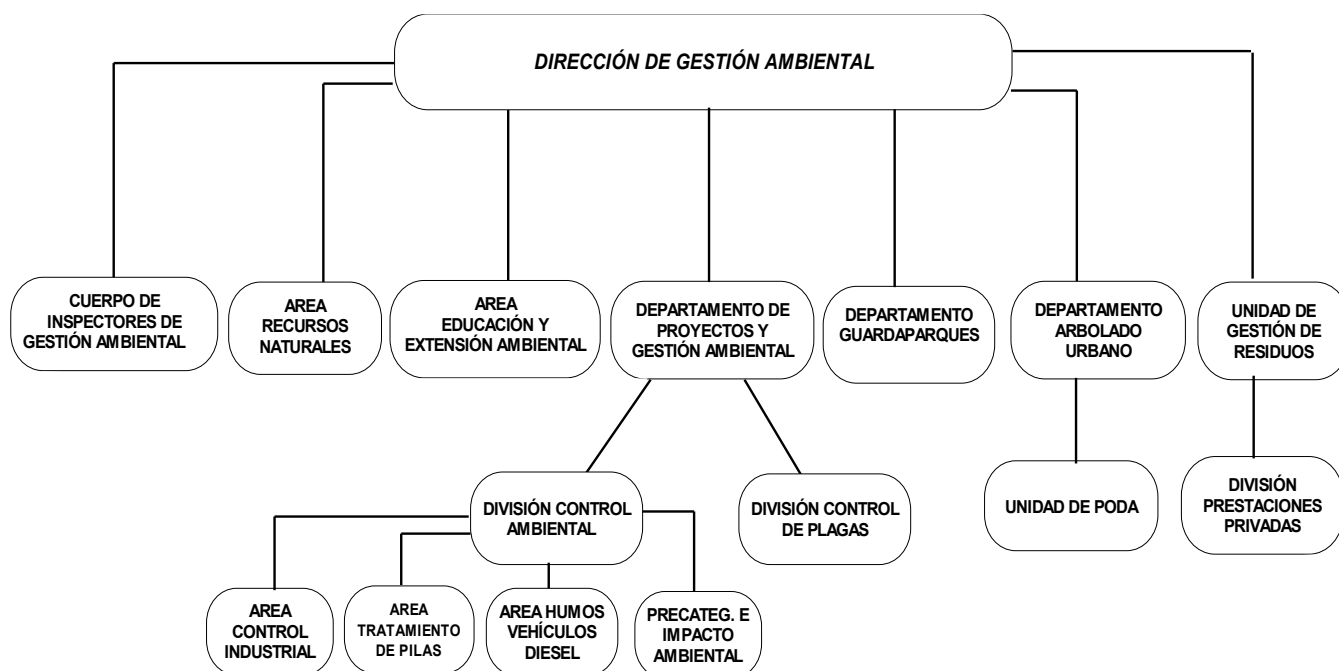 DIRECCIÓN DE GESTIÓN AMBIENTAL
CUERPO DE
INSPECTORES DE
GESTIÓN AMBIENTAL
AREA
RECURSOS
NATURALES
AREA
EDUCACIÓN Y
EXTENSIÓN AMBIENTAL
DEPARTAMENTO DE
PROYECTOS Y
GESTIÓN AMBIENTAL
DEPARTAMENTO
GUARDAPARQUES
DEPARTAMENTO
ARBOLADO
URBANO
UNIDAD DE
GESTIÓN DE
RESIDUOS
DIVISIÓN CONTROL
AMBIENTAL
DIVISIÓN CONTROL
DE PLAGAS
UNIDAD DE PODA
DIVISIÓN
PRESTACIONES
PRIVADAS
AREA
CONTROL
INDUSTRIAL
AREA
TRATAMIENTO
DE PILAS
AREA HUMOS
VEHÍCULOS
DIESEL
PRECATEG. E
IMPACTO
AMBIENTAL